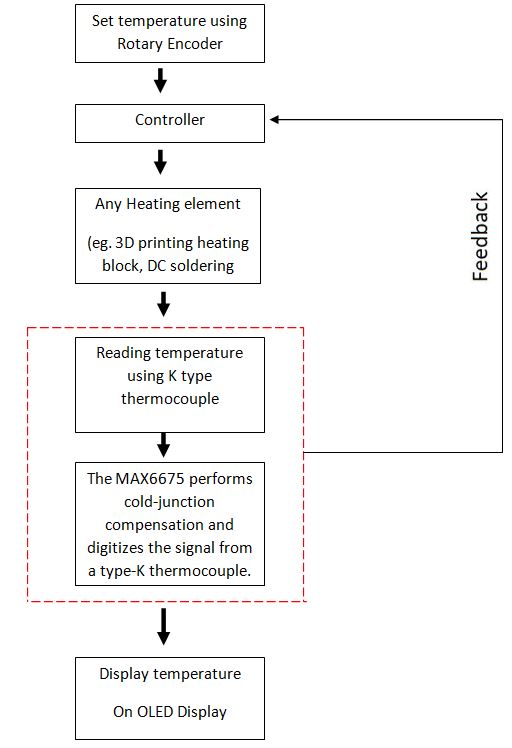 Set temperature using
Rotary Encoder
Controller
Any Heating element
(eg. 3D printing heating
block, DC soldering
Reading temperature
using K type
thermocouple
The MAX6675 performs
cold-junction
compensation and
digitizes the signal from
a type-K thermocouple.
Display temperature
On OLED Display
Feedback